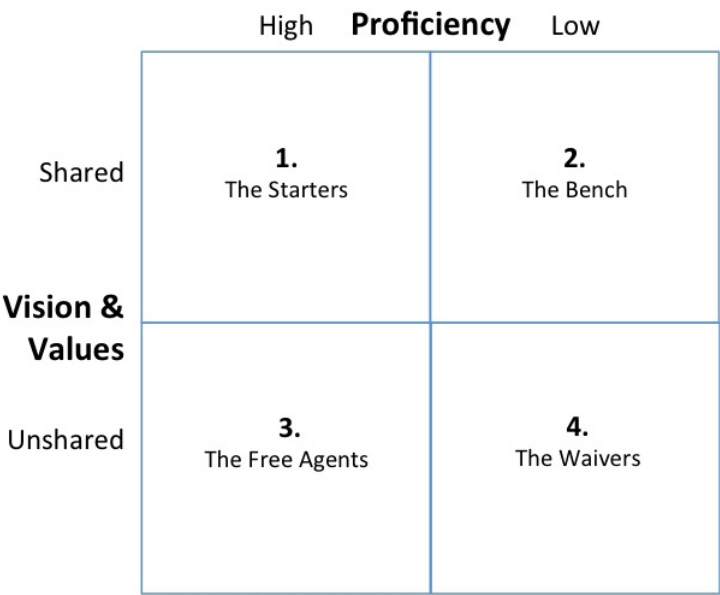 High Proficiency Low
Shared
1.
The Starters
2.
The Bench
Vision &
Values
Unshared
3.
The Free Agents
4.
The Waivers